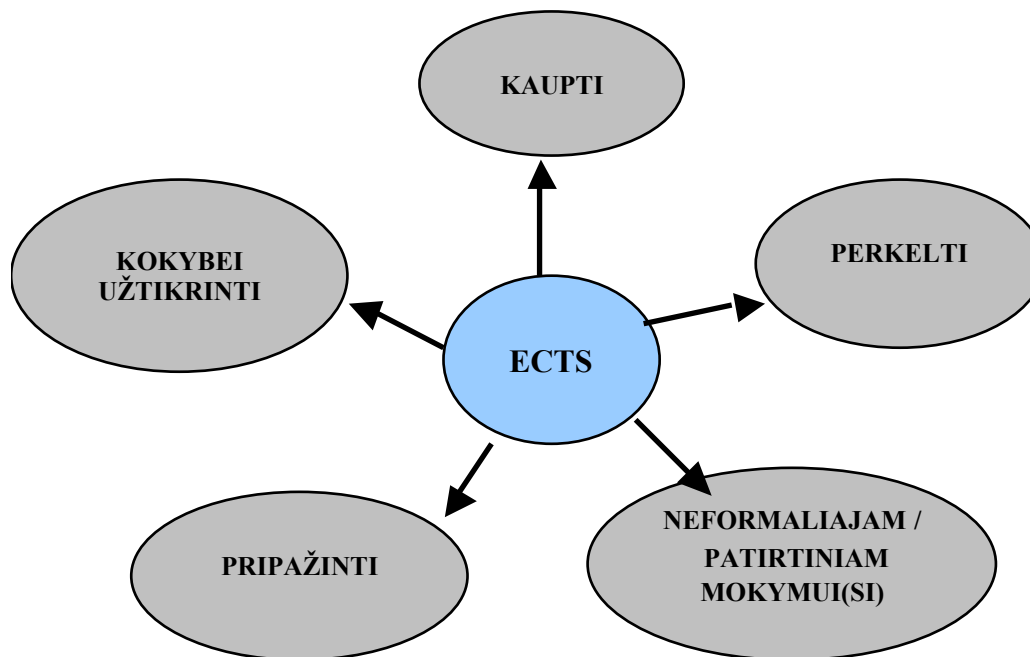 KAUPTI
KOKYBEI
UŽTIKRINTI
PERKELTI
ECTS
PRIPAŽINTI
NEFORMALIAJAM /
PATIRTINIAM
MOKYMUI(SI)